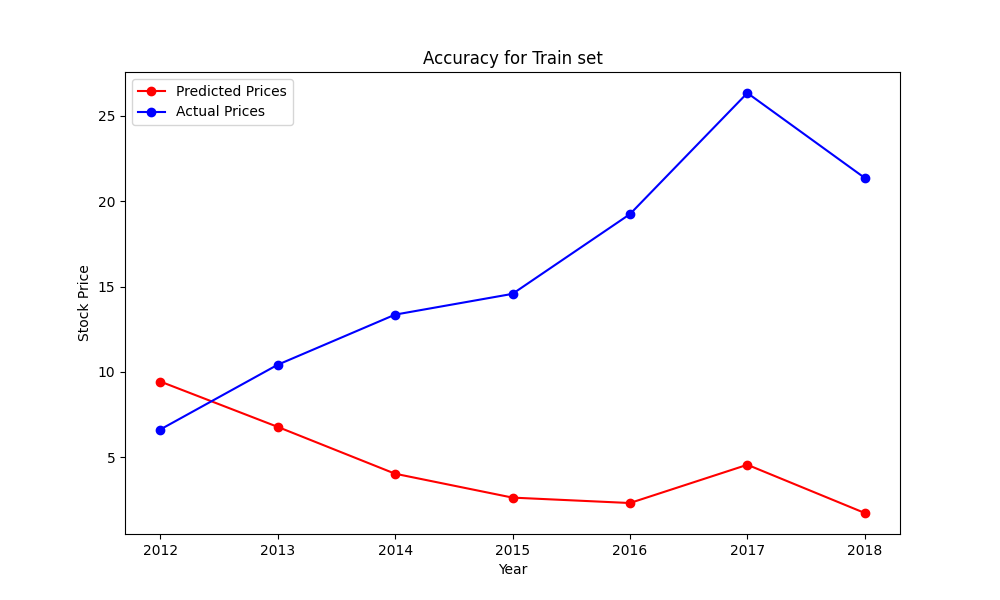 Accuracy for Train set
Predicted Prices
Actual Prices
25
20
15
10
5
Stock Price
2012 2013 2014 2015 2016 2017 2018
Year